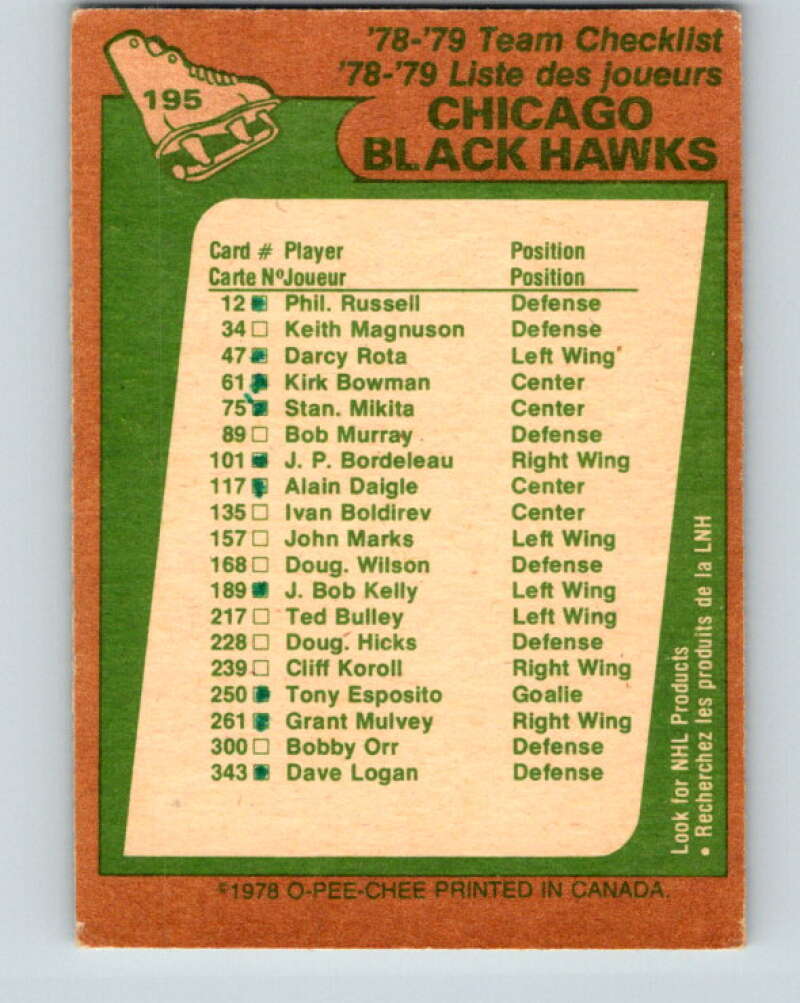 195
'78-'79 Team Checklist
'78-'79 Liste des joueurs
CHICAGO
BLACK HAWKS
Card # Player Position
Carte Nº Joueur Position
12 Phil. Russell Defense
34 Keith Magnuson Defense
47 Darcy Rota Left Wing
61 Kirk Bowman Center
75 Stan. Mikita Center
89 Bob Murray Defense
101 J. P. Bordeleau Right Wing
117 Alain Daigle Center
135 Ivan Boldirev Center
157 John Marks Left Wing
168 Doug. Wilson Defense
189 J. Bob Kelly Left Wing
217 Ted Bulley Left Wing
228 Doug. Hicks Defense
239 Cliff Koroll Right Wing
250 Tony Esposito Goalie
261 Grant Mulvey Right Wing
300 Bobby Orr Defense
343 Dave Logan Defense
Look for NHL Products
• Recherchez les produits de la LNH
©1978 O-PEE-CHEE PRINTED IN CANADA.